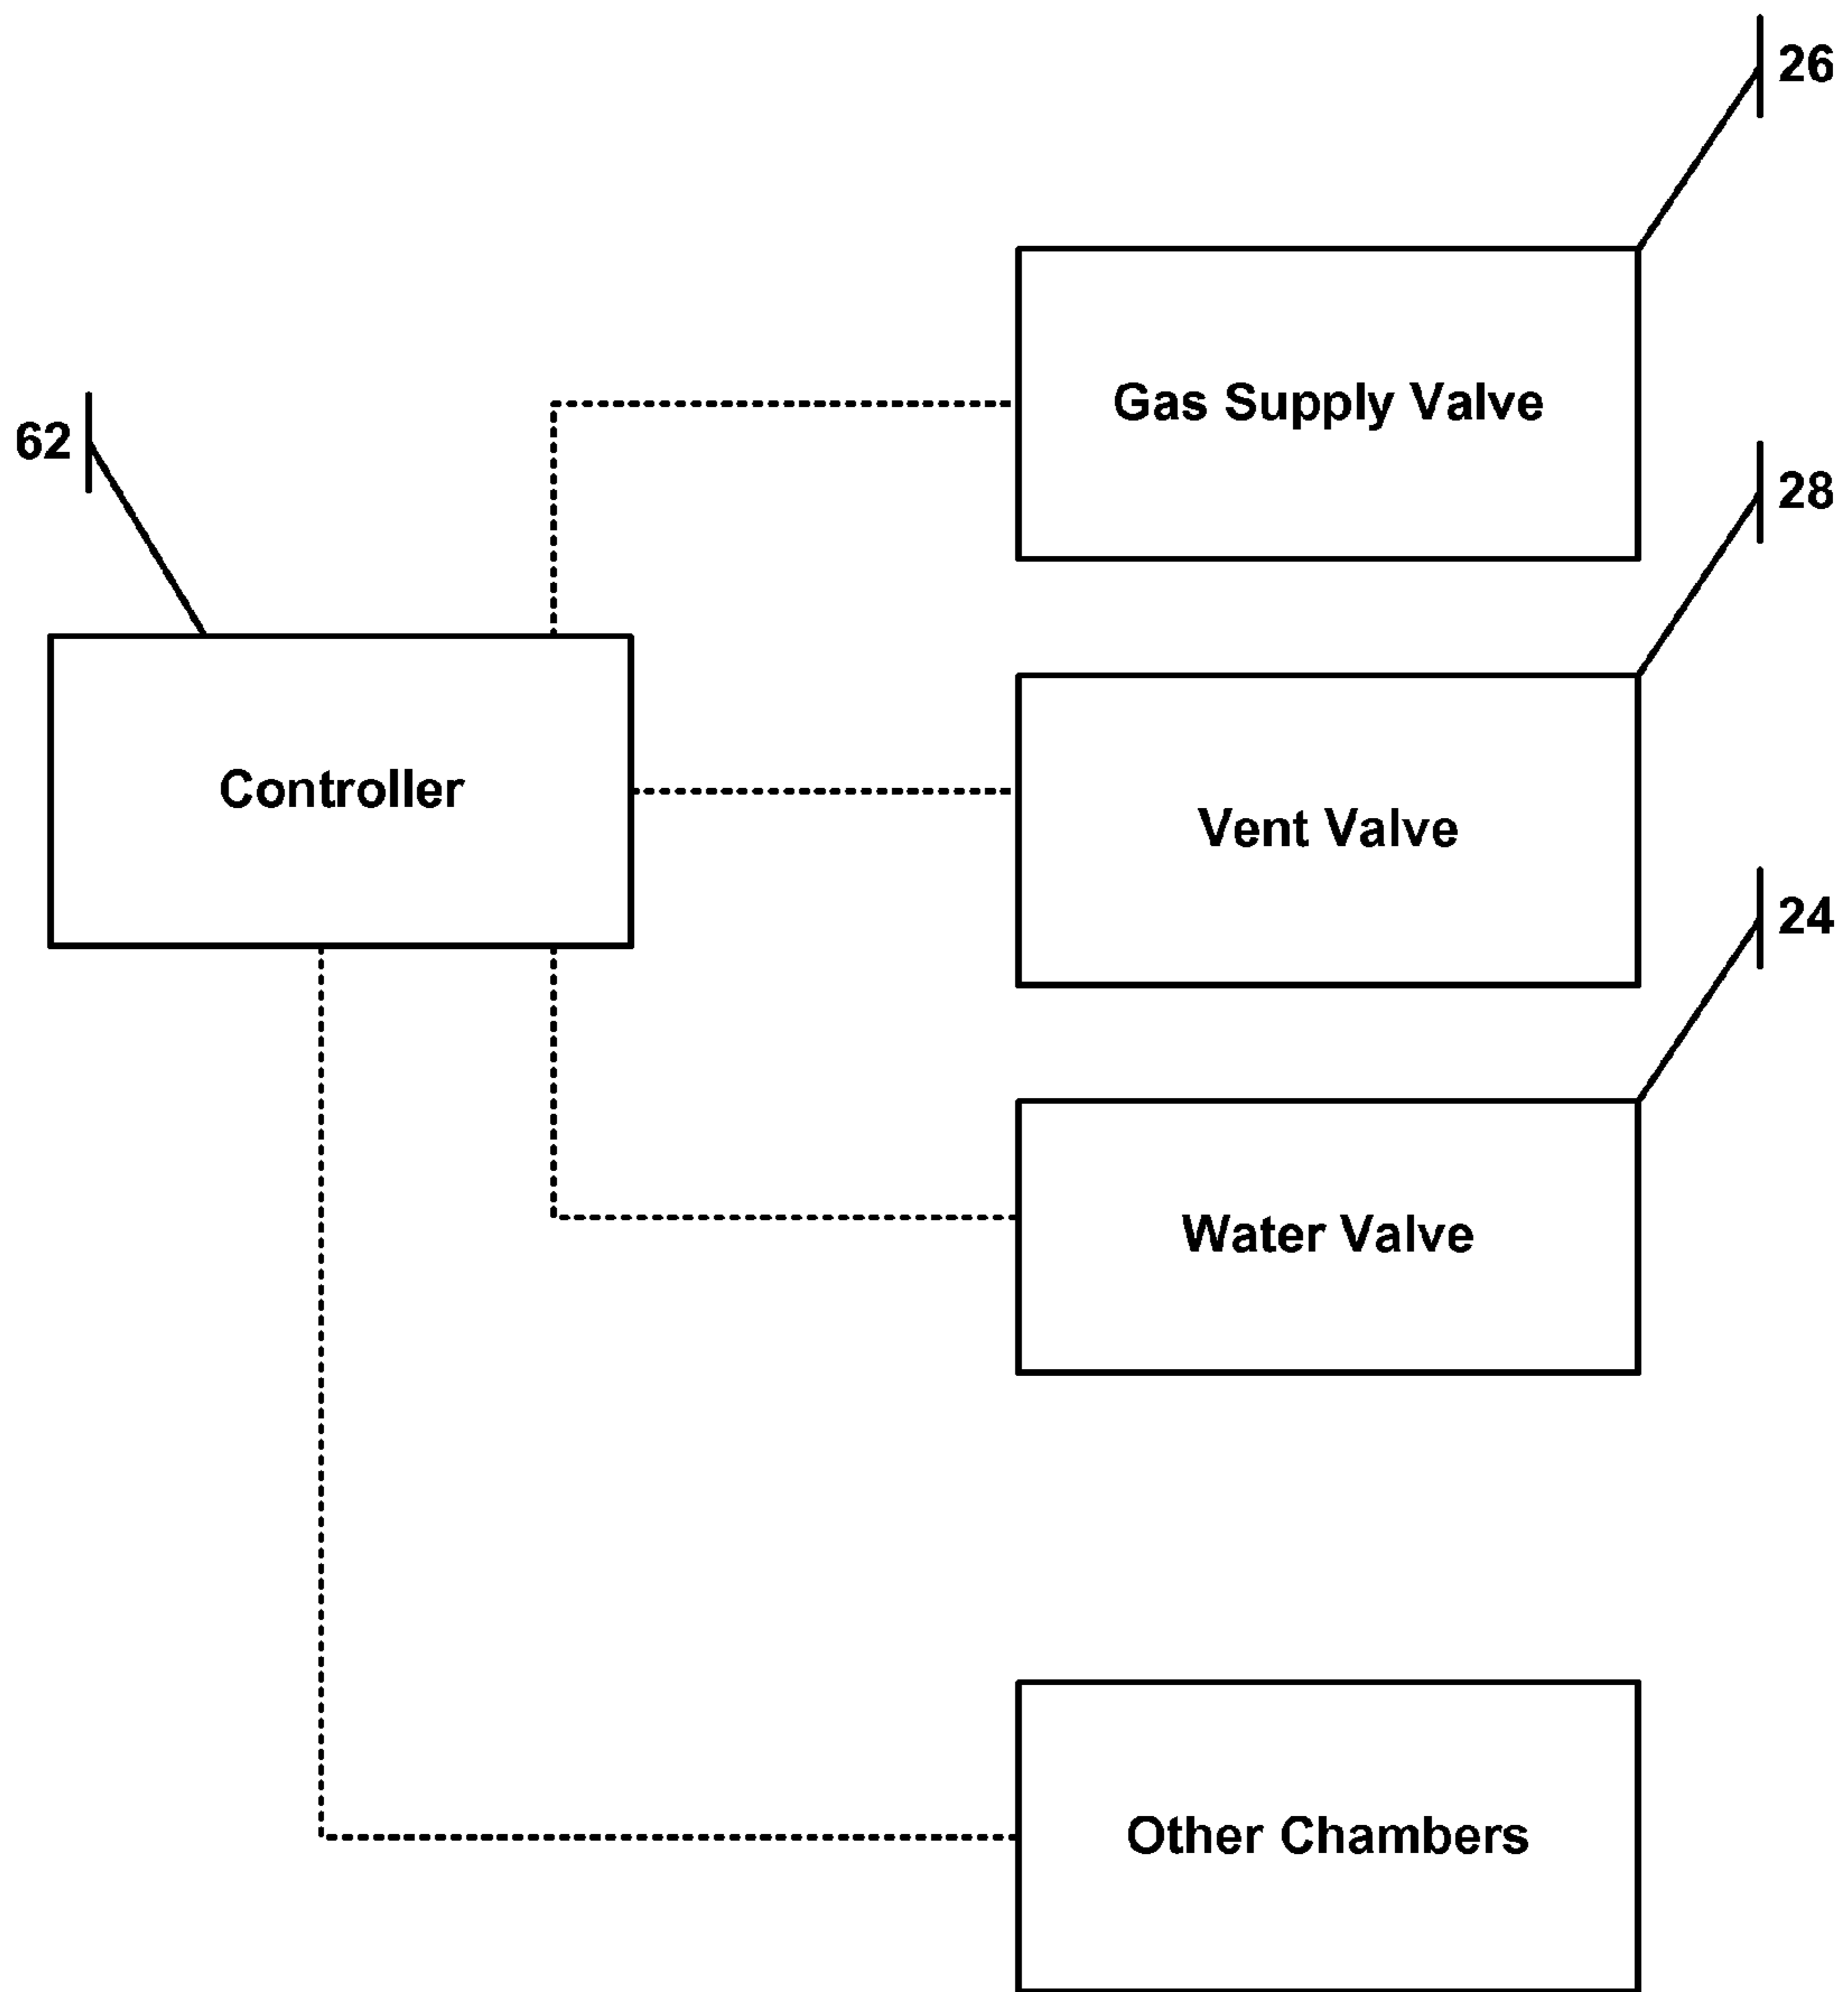 26
Gas Supply Valve
62
28
Controller
Vent Valve
24
Water Valve
Other Chambers